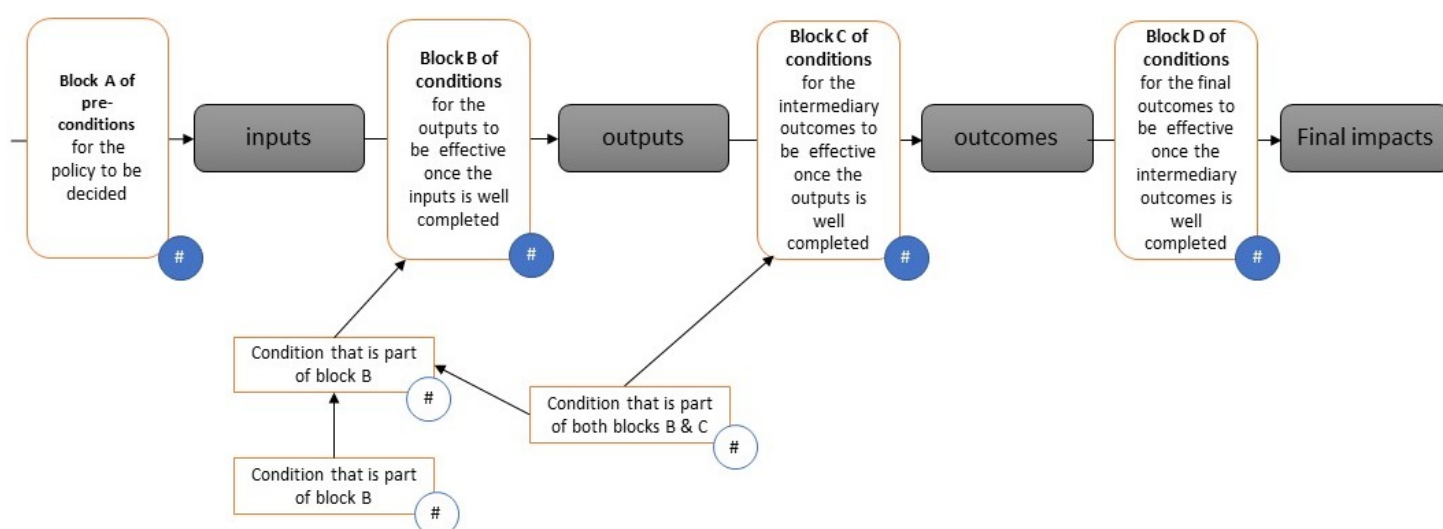 Block A of
pre-
conditions
for the
policy to be
decided
#
inputs
Block B of
conditions
for the
outputs to
be effective
once the
inputs is well
completed
#
outputs
Block C of
conditions
for the
intermediary
outcomes to
be effective
once the
outputs is
well
completed
#
outcomes
Block D of
conditions
for the final
outcomes to
be effective
once the
intermediary
outcomes is
well
completed
#
Final impacts
Condition that is part
of block B
#
Condition that is part
of both blocks B & C
#
Condition that is part
of block B
#